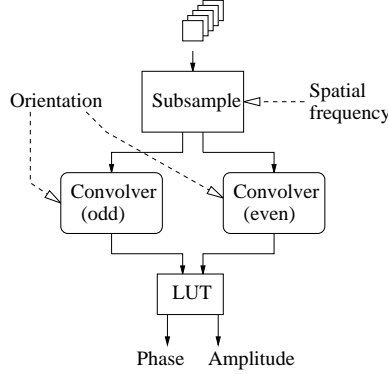 Subsample
Spatial
frequency
Orientation
Convolver
(odd)
Convolver
(even)
LUT
Phase
Amplitude